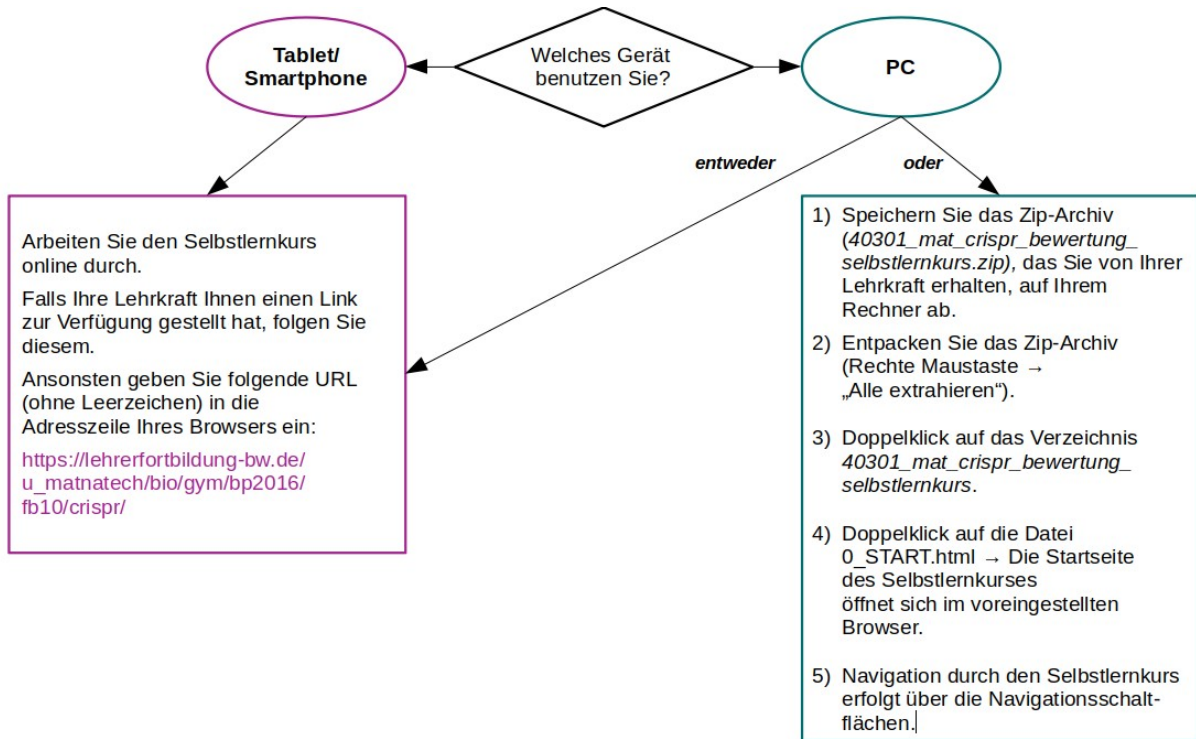 Tablet/
Smartphone
Welches Gerät
benutzen Sie?
PC
entweder
oder
Arbeiten Sie den Selbstlernkurs
online durch.
Falls Ihre Lehrkraft Ihnen einen Link
zur Verfügung gestellt hat, folgen Sie
diesem.
Ansonsten geben Sie folgende URL
(ohne Leerzeichen) in die
Adresszeile Ihres Browsers ein:
https://lehrerfortbildung-bw.de/
u_matnatech/bio/gym/bp2016/
fb10/crispr/
1) Speichern Sie das Zip-Archiv
(40301_mat_crispr_bewertung_
selbstlernkurs.zip), das Sie von Ihrer
Lehrkraft erhalten, auf Ihrem
Rechner ab.
2) Entpacken Sie das Zip-Archiv
(Rechte Maustaste →
„Alle extrahieren“).
3) Doppelklick auf das Verzeichnis
40301_mat_crispr_bewertung_
selbstlernkurs.
4) Doppelklick auf die Datei
0_START.html → Die Startseite
des Selbstlernkurses
öffnet sich im voreingestellten
Browser.
5) Navigation durch den Selbstlernkurs
erfolgt über die Navigationsschalt-
flächen.